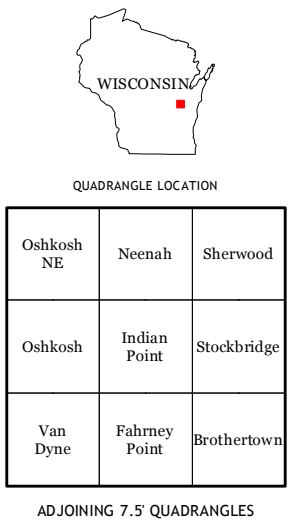 WISCONSIN
QUADRANGLE LOCATION
Oshkosh
NE
Neenah
Sherwood
Oshkosh
Indian
Point
Stockbridge
Van
Dyne
Fahrney
Point
Brothertown
ADJOINING 7.5' QUADRANGLES